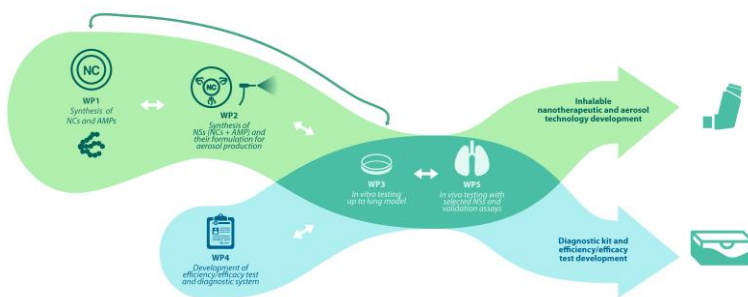 NC
WP1
Synthesis of
NCs and AMPs
NC
WP2
Synthesis of
NSs (NCs + AMP) and
their formulation for
aerosol production
WP3
In vitro testing
up to lung model
WP5
In vivo testing with
selected NSs and
validation assays
WP4
Development of
efficiency/efficacy test
and diagnostic system
Inhalable
nanotherapeutic and aerosol
technology development
Diagnostic kit and
efficiency/efficacy
test development